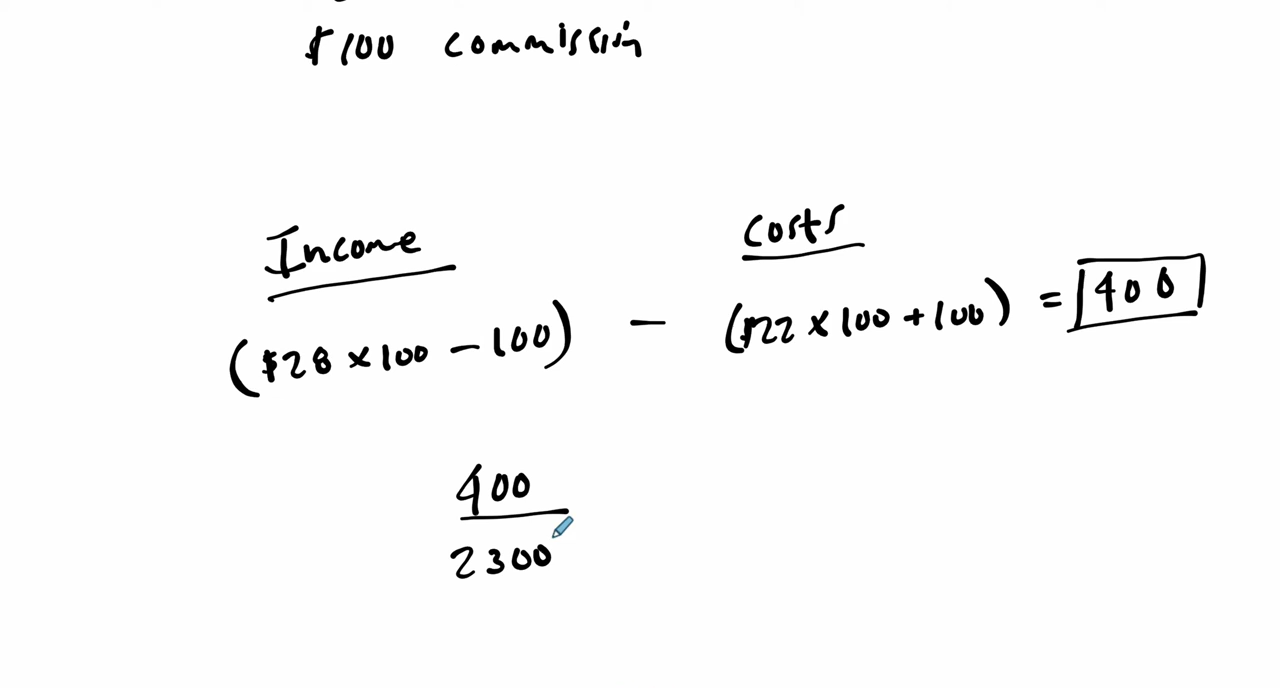 $100 commission
Income
Costs
($28 × 100 - 100) - ($22 × 100 + 100) = 400
400
2300